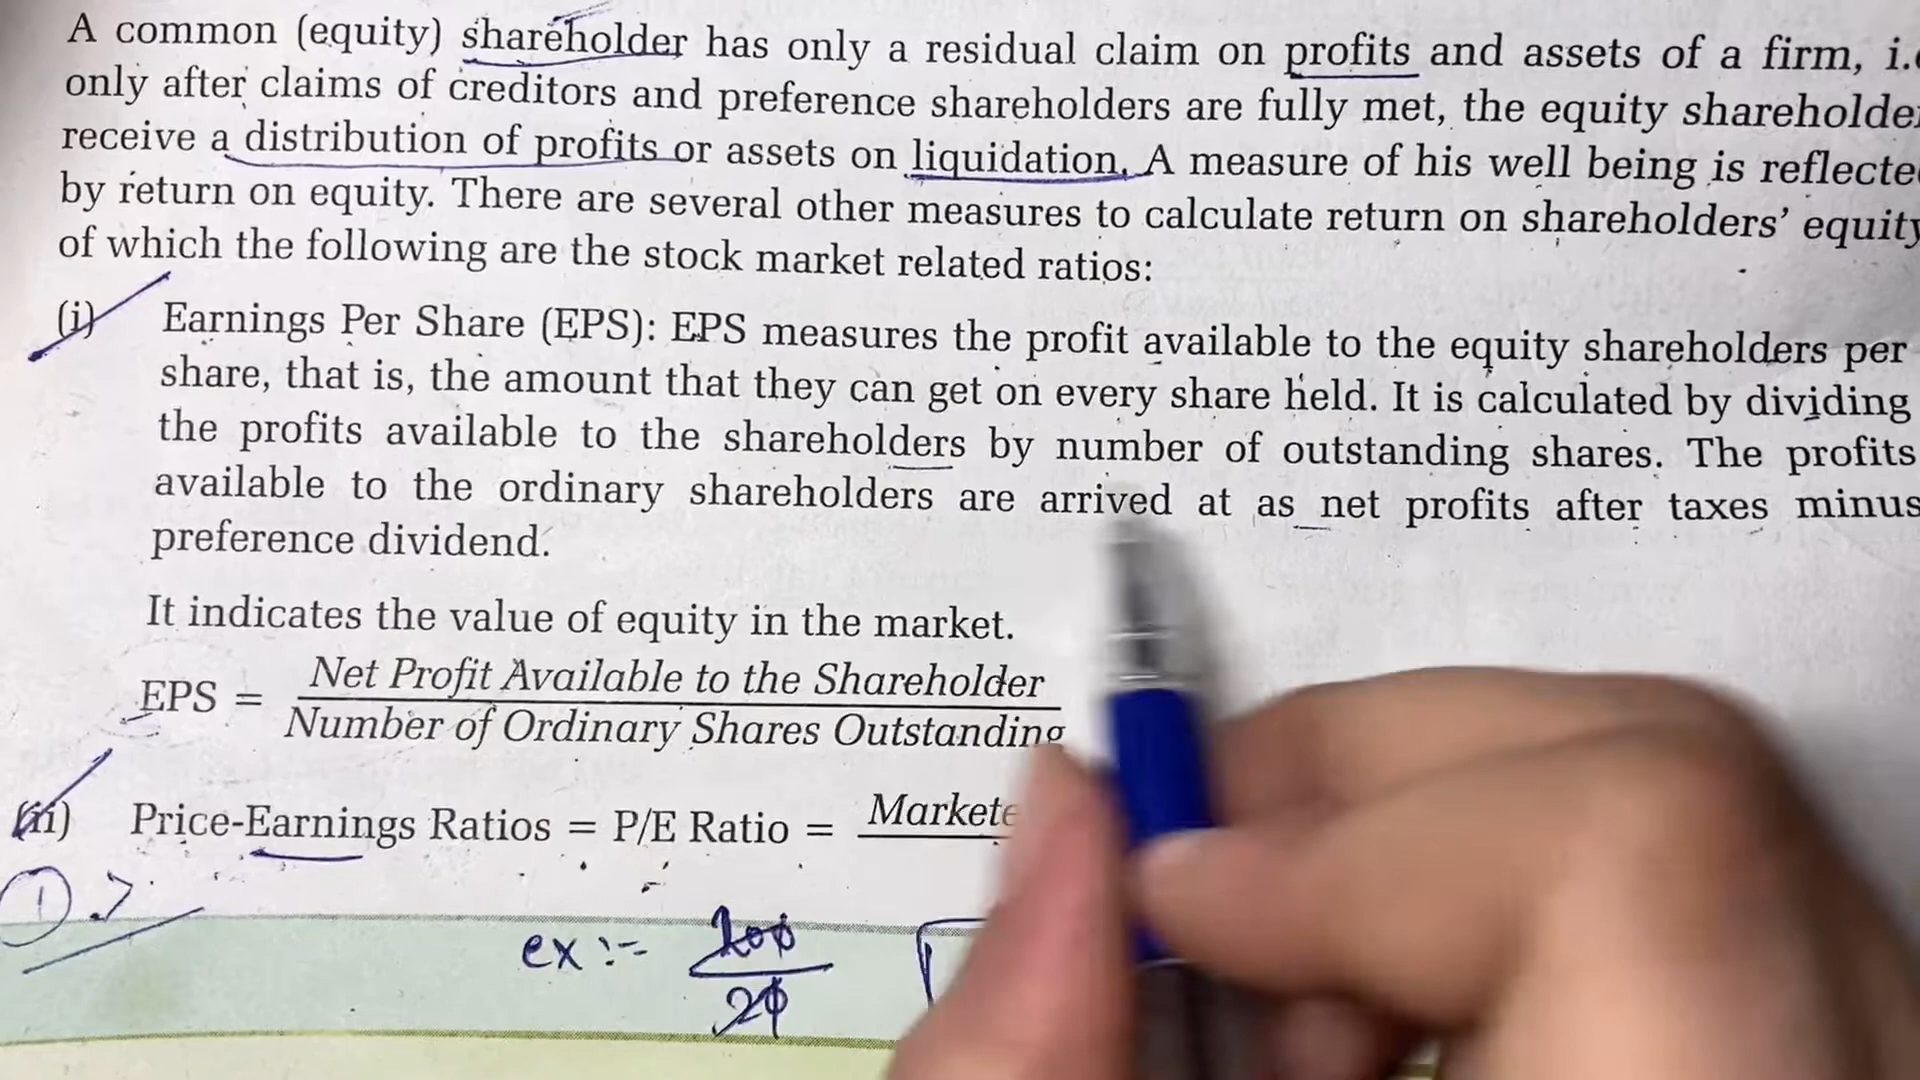 A common (equity) shareholder has only a residual claim on profits and assets of a firm,
only after claims of creditors and preference shareholders are fully met, the equity
receive a distribution of profits or assets on liquidation. A measure of his well being is
by return on equity. There are several other measures to calculate return on shareholders' equity
of which the following are the stock market related ratios:
(i) Earnings Per Share (EPS): EPS measures the profit available to the equity shareholders per
share, that is, the amount that they can get on every share held. It is calculated by dividing
the profits available to the shareholders by number of outstanding shares. The profits
available to the ordinary shareholders are arrived at as net profits after taxes minus
preference dividend.
It indicates the value of equity in the market.
EPS = Net Profit Available to the Shareholder
Number of Ordinary Shares Outstanding
Price-Earnings Ratios = P/E Ratio =
1 >
ex :- 200
20